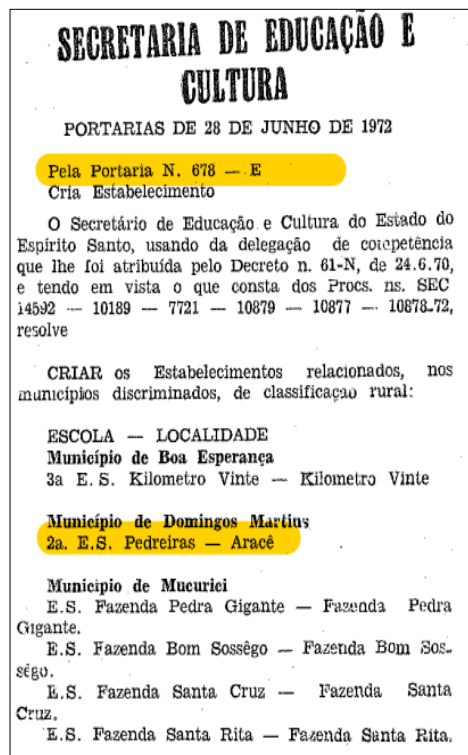 SECRETARIA DE EDUCAÇÃO E
CULTURA
PORTARIAS DE 28 DE JUNHO DE 1972
Pela Portaria N. 678 — E
Cria Estabelecimento
O Secretário de Educação e Cultura do Estado do
Espírito Santo, usando da delegação de competência
que lhe foi atribuída pelo Decreto n. 61-N, de 24.6.70,
e tendo em vista o que consta dos Procs. ns. SEC
14592 — 10189 — 7721 — 10879 — 10877 — 10878-72,
resolve
CRIAR os Estabelecimentos relacionados, nos
municípios discriminados, de classificação rural:
ESCOLA — LOCALIDADE
Município de Boa Esperança
3a E. S. Kilometro Vinte — Kilometro Vinte
Município de Domingos Martins
2a. E.S. Pedreiras — Aracê
Municipio de Mucurici
E.S. Fazenda Pedra Gigante — Fazenda Pedra
Gigante.
E.S. Fazenda Bom Sossêgo — Fazenda Bom Sos-
sêgo.
E.S. Fazenda Santa Cruz — Fazenda Santa
Cruz.
E.S. Fazenda Santa Rita — Fazenda Santa Rita.